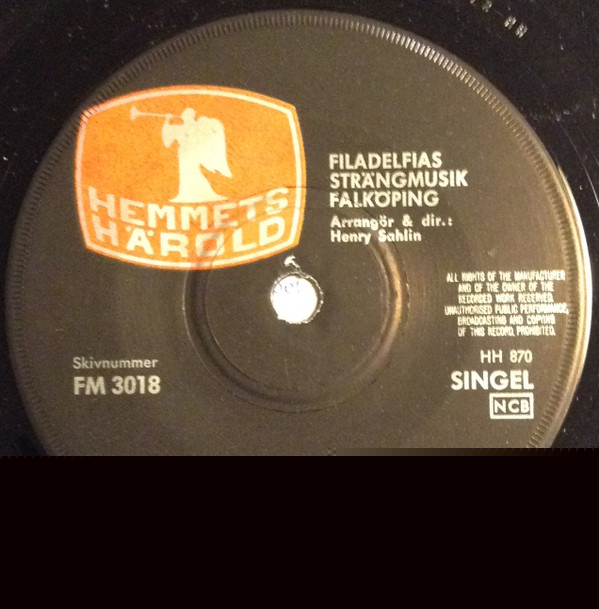 HEMMETS
HÄROLD
FILADELFIAS
STRÄNGMUSIK
FALKÖPING
Arrangör & dir.:
Henry Sahlin
ALL RIGHTS OF THE MANUFACTURER
AND OF THE OWNER OF THE
RECORDED WORK RESERVED.
UNAUTHORISED PUBLIC PERFORMANCE,
BROADCASTING AND COPYING
OF THIS RECORD, PROHIBITED.
Skivnummer
FM 3018
HH 870
SINGEL
NCB